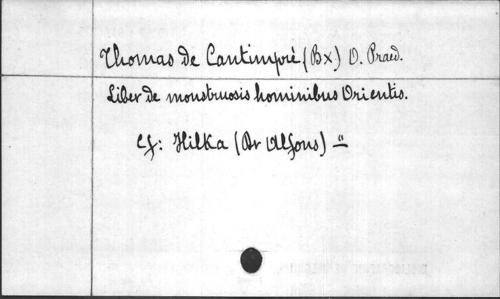 Thomas de Cantimpré (Bx) O. Praed.
Liber de monstruosis hominibus Orientis.
Cf: Hilka (Dr Alfons) –"